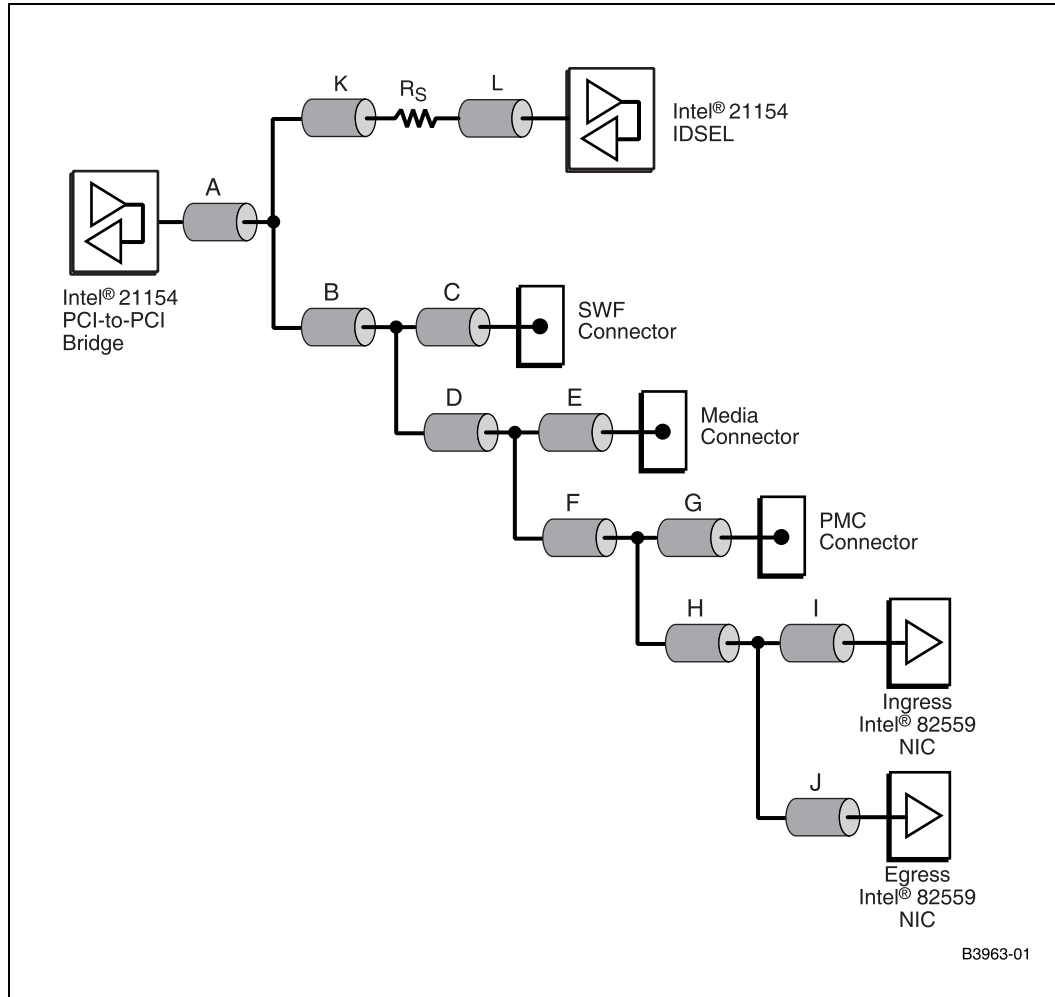 K
RS
L
Intel® 21154
IDSEL
A
Intel® 21154
PCI-to-PCI
Bridge
B
C
SWF
Connector
D
E
Media
Connector
F
G
PMC
Connector
H
I
Ingress
Intel® 82559
NIC
J
Egress
Intel® 82559
NIC
B3963-01